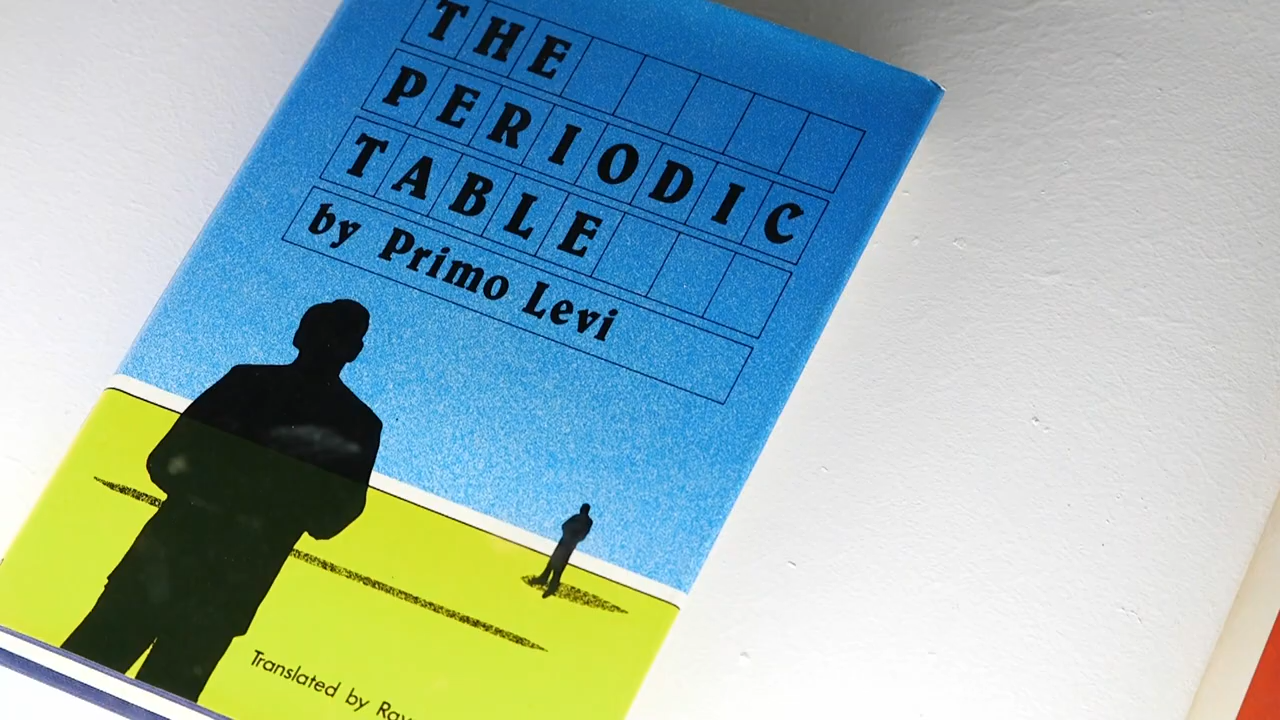 THE
PERIODIC
TABLE
by Primo Levi
Translated by